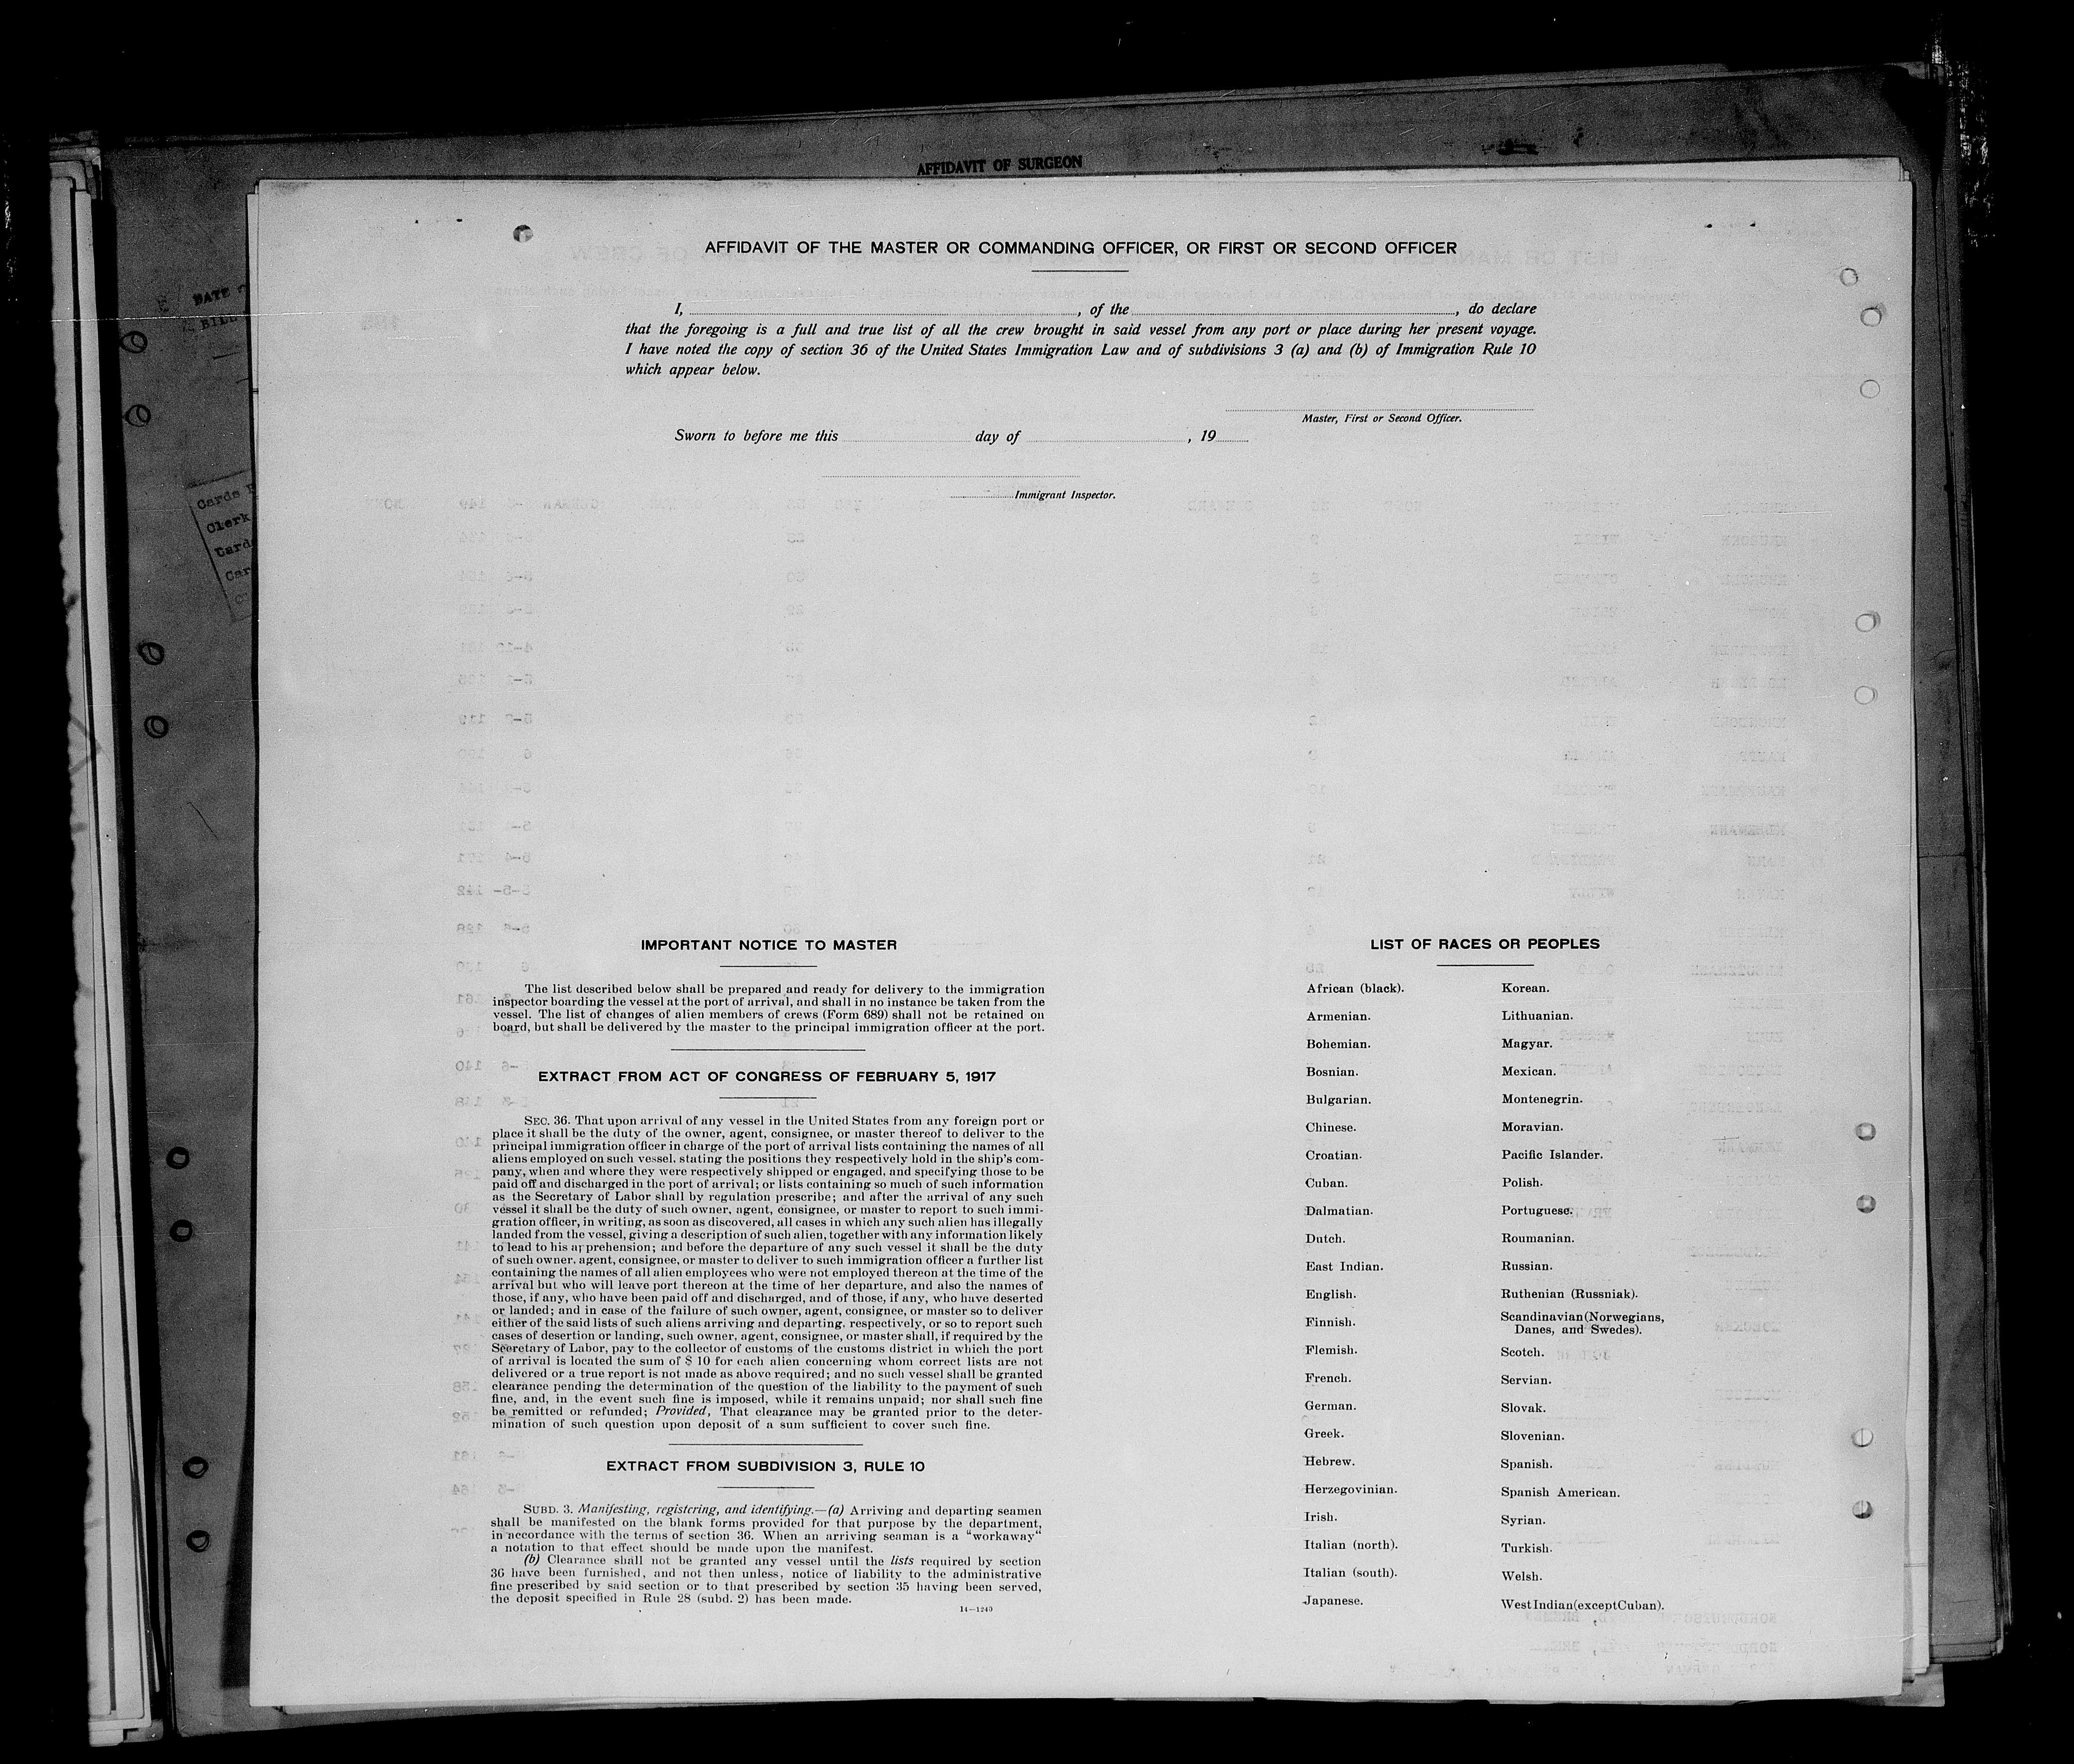 AFFIDAVIT OF SURGEON
AFFIDAVIT OF THE MASTER OR COMMANDING OFFICER, OR FIRST OR SECOND OFFICER
I, , of the , do declare
that the foregoing is a full and true list of all the crew brought in said vessel from any port or place during her present voyage.
I have noted the copy of section 36 of the United States Immigration Law and of subdivisions 3 (a) and (b) of Immigration Rule 10
which appear below.
Master, First or Second Officer.
Sworn to before me this day of , 19
Immigrant Inspector.
DATE
BILL
Cards
Clerk
Cards
Car
IMPORTANT NOTICE TO MASTER
The list described below shall be prepared and ready for delivery to the immigration
inspector boarding the vessel at the port of arrival, and shall in no instance be taken from the
vessel. The list of changes of alien members of crews (Form 689) shall not be retained on
board, but shall be delivered by the master to the principal immigration officer at the port.
EXTRACT FROM ACT OF CONGRESS OF FEBRUARY 5, 1917
SEC. 36. That upon arrival of any vessel in the United States from any foreign port or
place it shall be the duty of the owner, agent, consignee, or master thereof to deliver to the
principal immigration officer in charge of the port of arrival lists containing the names of all
aliens employed on such vessel, stating the positions they respectively hold in the ship's com-
pany, when and where they were respectively shipped or engaged, and specifying those to be
paid off and discharged in the port of arrival; or lists containing so much of such information
as the Secretary of Labor shall by regulation prescribe; and after the arrival of any such
vessel it shall be the duty of such owner, agent, consignee, or master to report to such immi-
gration officer, in writing, as soon as discovered, all cases in which any such alien has illegally
landed from the vessel, giving a description of such alien, together with any information likely
to lead to his apprehension; and before the departure of any such vessel it shall be the duty
of such owner, agent, consignee, or master to deliver to such immigration officer a further list
containing the names of all alien employees who were not employed thereon at the time of the
arrival but who will leave port thereon at the time of her departure, and also the names of
those, if any, who have been paid off and discharged, and of those, if any, who have deserted
or landed; and in case of the failure of such owner, agent, consignee, or master so to deliver
either of the said lists of such aliens arriving and departing, respectively, or so to report such
cases of desertion or landing, such owner, agent, consignee, or master shall, if required by the
Secretary of Labor, pay to the collector of customs of the customs district in which the port
of arrival is located the sum of $ 10 for each alien concerning whom correct lists are not
delivered or a true report is not made as above required; and no such vessel shall be granted
clearance pending the determination of the question of the liability to the payment of such
fine, and, in the event such fine is imposed, while it remains unpaid; nor shall such fine
be remitted or refunded; Provided, That clearance may be granted prior to the deter-
mination of such question upon deposit of a sum sufficient to cover such fine.
EXTRACT FROM SUBDIVISION 3, RULE 10
SUBD. 3. Manifesting, registering, and identifying.—(a) Arriving and departing seamen
shall be manifested on the blank forms provided for that purpose by the department,
in accordance with the terms of section 36. When an arriving seaman is a “workaway“
a notation to that effect should be made upon the manifest.
(b) Clearance shall not be granted any vessel until the lists required by section
36 have been furnished, and not then unless, notice of liability to the administrative
fine prescribed by said section or to that prescribed by section 35 having been served,
the deposit specified in Rule 28 (subd. 2) has been made.
14—1240
LIST OF RACES OR PEOPLES
African (black).
Armenian.
Bohemian.
Bosnian.
Bulgarian.
Chinese.
Croatian.
Cuban.
Dalmatian.
Dutch.
East Indian.
English.
Finnish.
Flemish.
French.
German.
Greek.
Hebrew.
Herzegovinian.
Irish.
Italian (north).
Italian (south).
Japanese.
Korean.
Lithuanian.
Magyar.
Mexican.
Montenegrin.
Moravian.
Pacific Islander.
Polish.
Portuguese.
Roumanian.
Russian.
Ruthenian (Russniak).
Scandinavian (Norwegians,
Danes, and Swedes).
Scotch.
Servian.
Slovak.
Slovenian.
Spanish.
Spanish American.
Syrian.
Turkish.
Welsh.
West Indian (except Cuban).